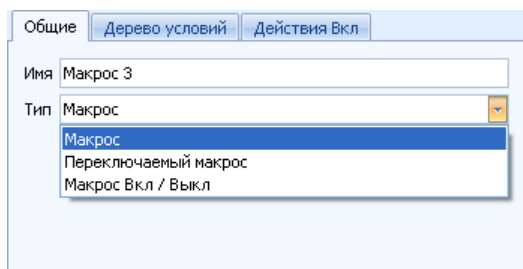 Общие Дерево условий Действия Вкл
Имя Макрос 3
Тип Макрос
Макрос
Переключаемый макрос
Макрос Вкл / Выкл